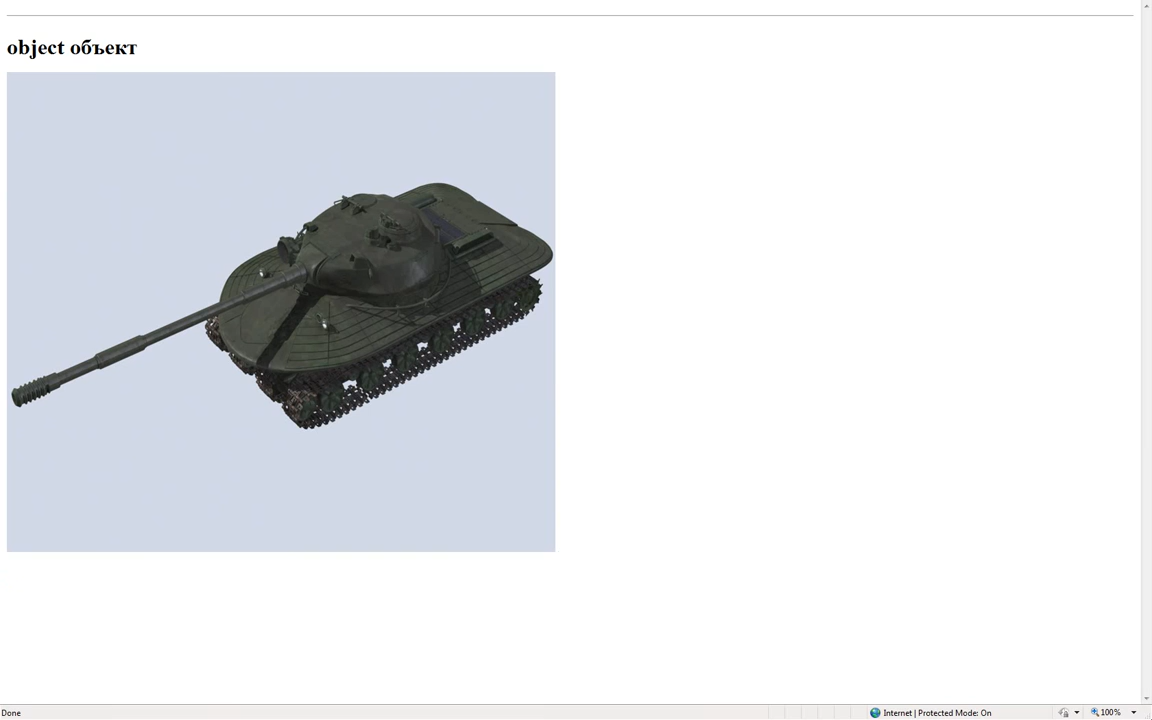 object объект
Done
Internet | Protected Mode: On
100%